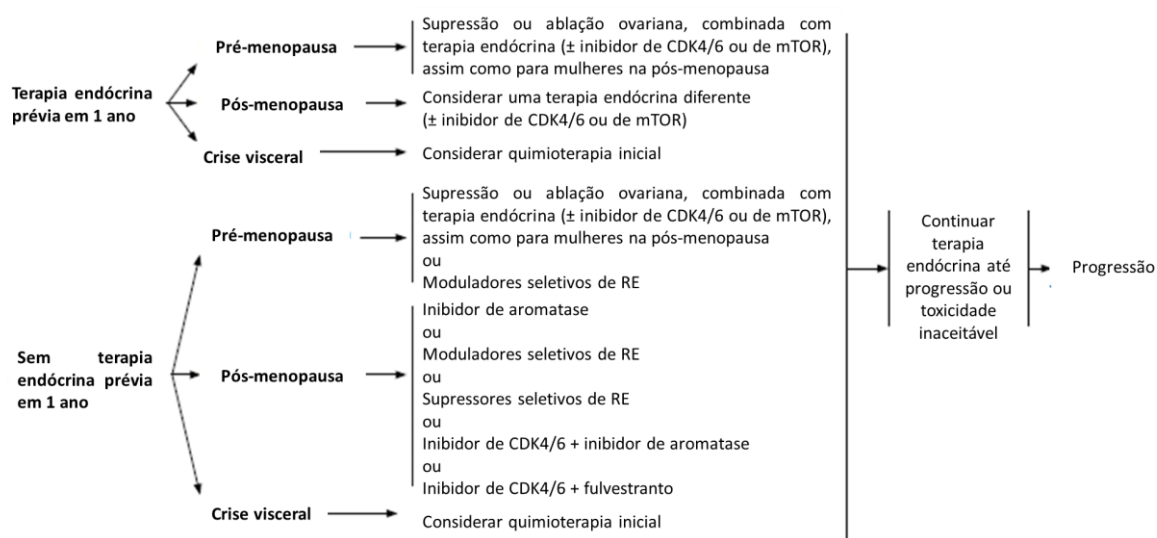 Terapia endócrina
prévia em 1 ano
Pré-menopausa
Supressão ou ablação ovariana, combinada com
terapia endócrina (± inibidor de CDK4/6 ou de mTOR),
assim como para mulheres na pós-menopausa
Pós-menopausa
Considerar uma terapia endócrina diferente
(± inibidor de CDK4/6 ou de mTOR)
Crise visceral
Considerar quimioterapia inicial
Sem terapia
endócrina prévia
em 1 ano
Pré-menopausa
Supressão ou ablação ovariana, combinada com
terapia endócrina (± inibidor de CDK4/6 ou de mTOR),
assim como para mulheres na pós-menopausa
ou
Moduladores seletivos de RE
Pós-menopausa
Inibidor de aromatase
ou
Moduladores seletivos de RE
ou
Supressores seletivos de RE
ou
Inibidor de CDK4/6 + inibidor de aromatase
ou
Inibidor de CDK4/6 + fulvestranto
Crise visceral
Considerar quimioterapia inicial
Continuar
terapia
endócrina até
progressão ou
toxicidade
inaceitável
Progressão